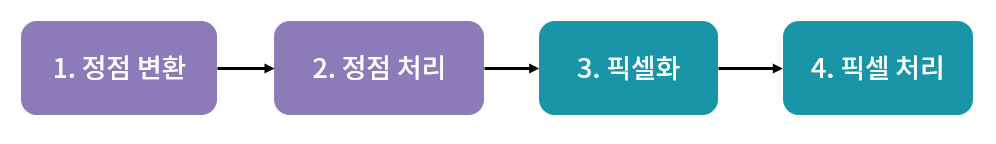 1. 정점 변환
2. 정점 처리
3. 픽셀화
4. 픽셀 처리